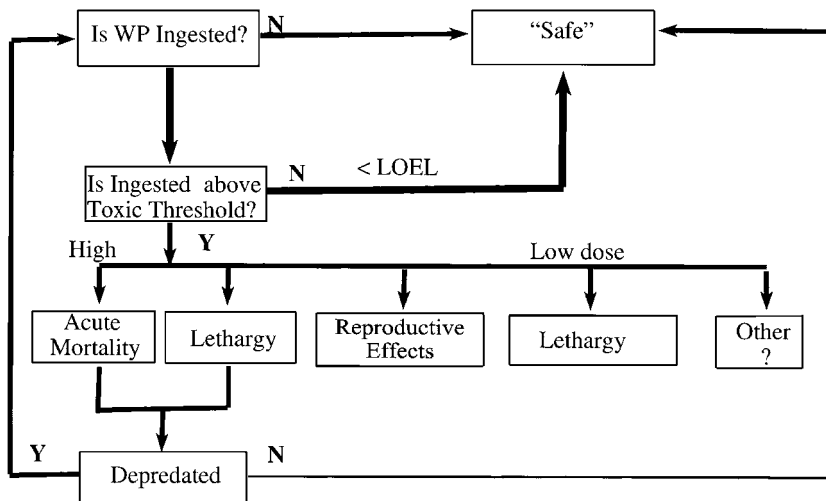 Is WP Ingested?
N
“Safe”
Is Ingested above
Toxic Threshold?
N
< LOEL
Y
High
Low dose
Acute
Mortality
Lethargy
Reproductive
Effects
Lethargy
Other
?
Y
Depredated
N